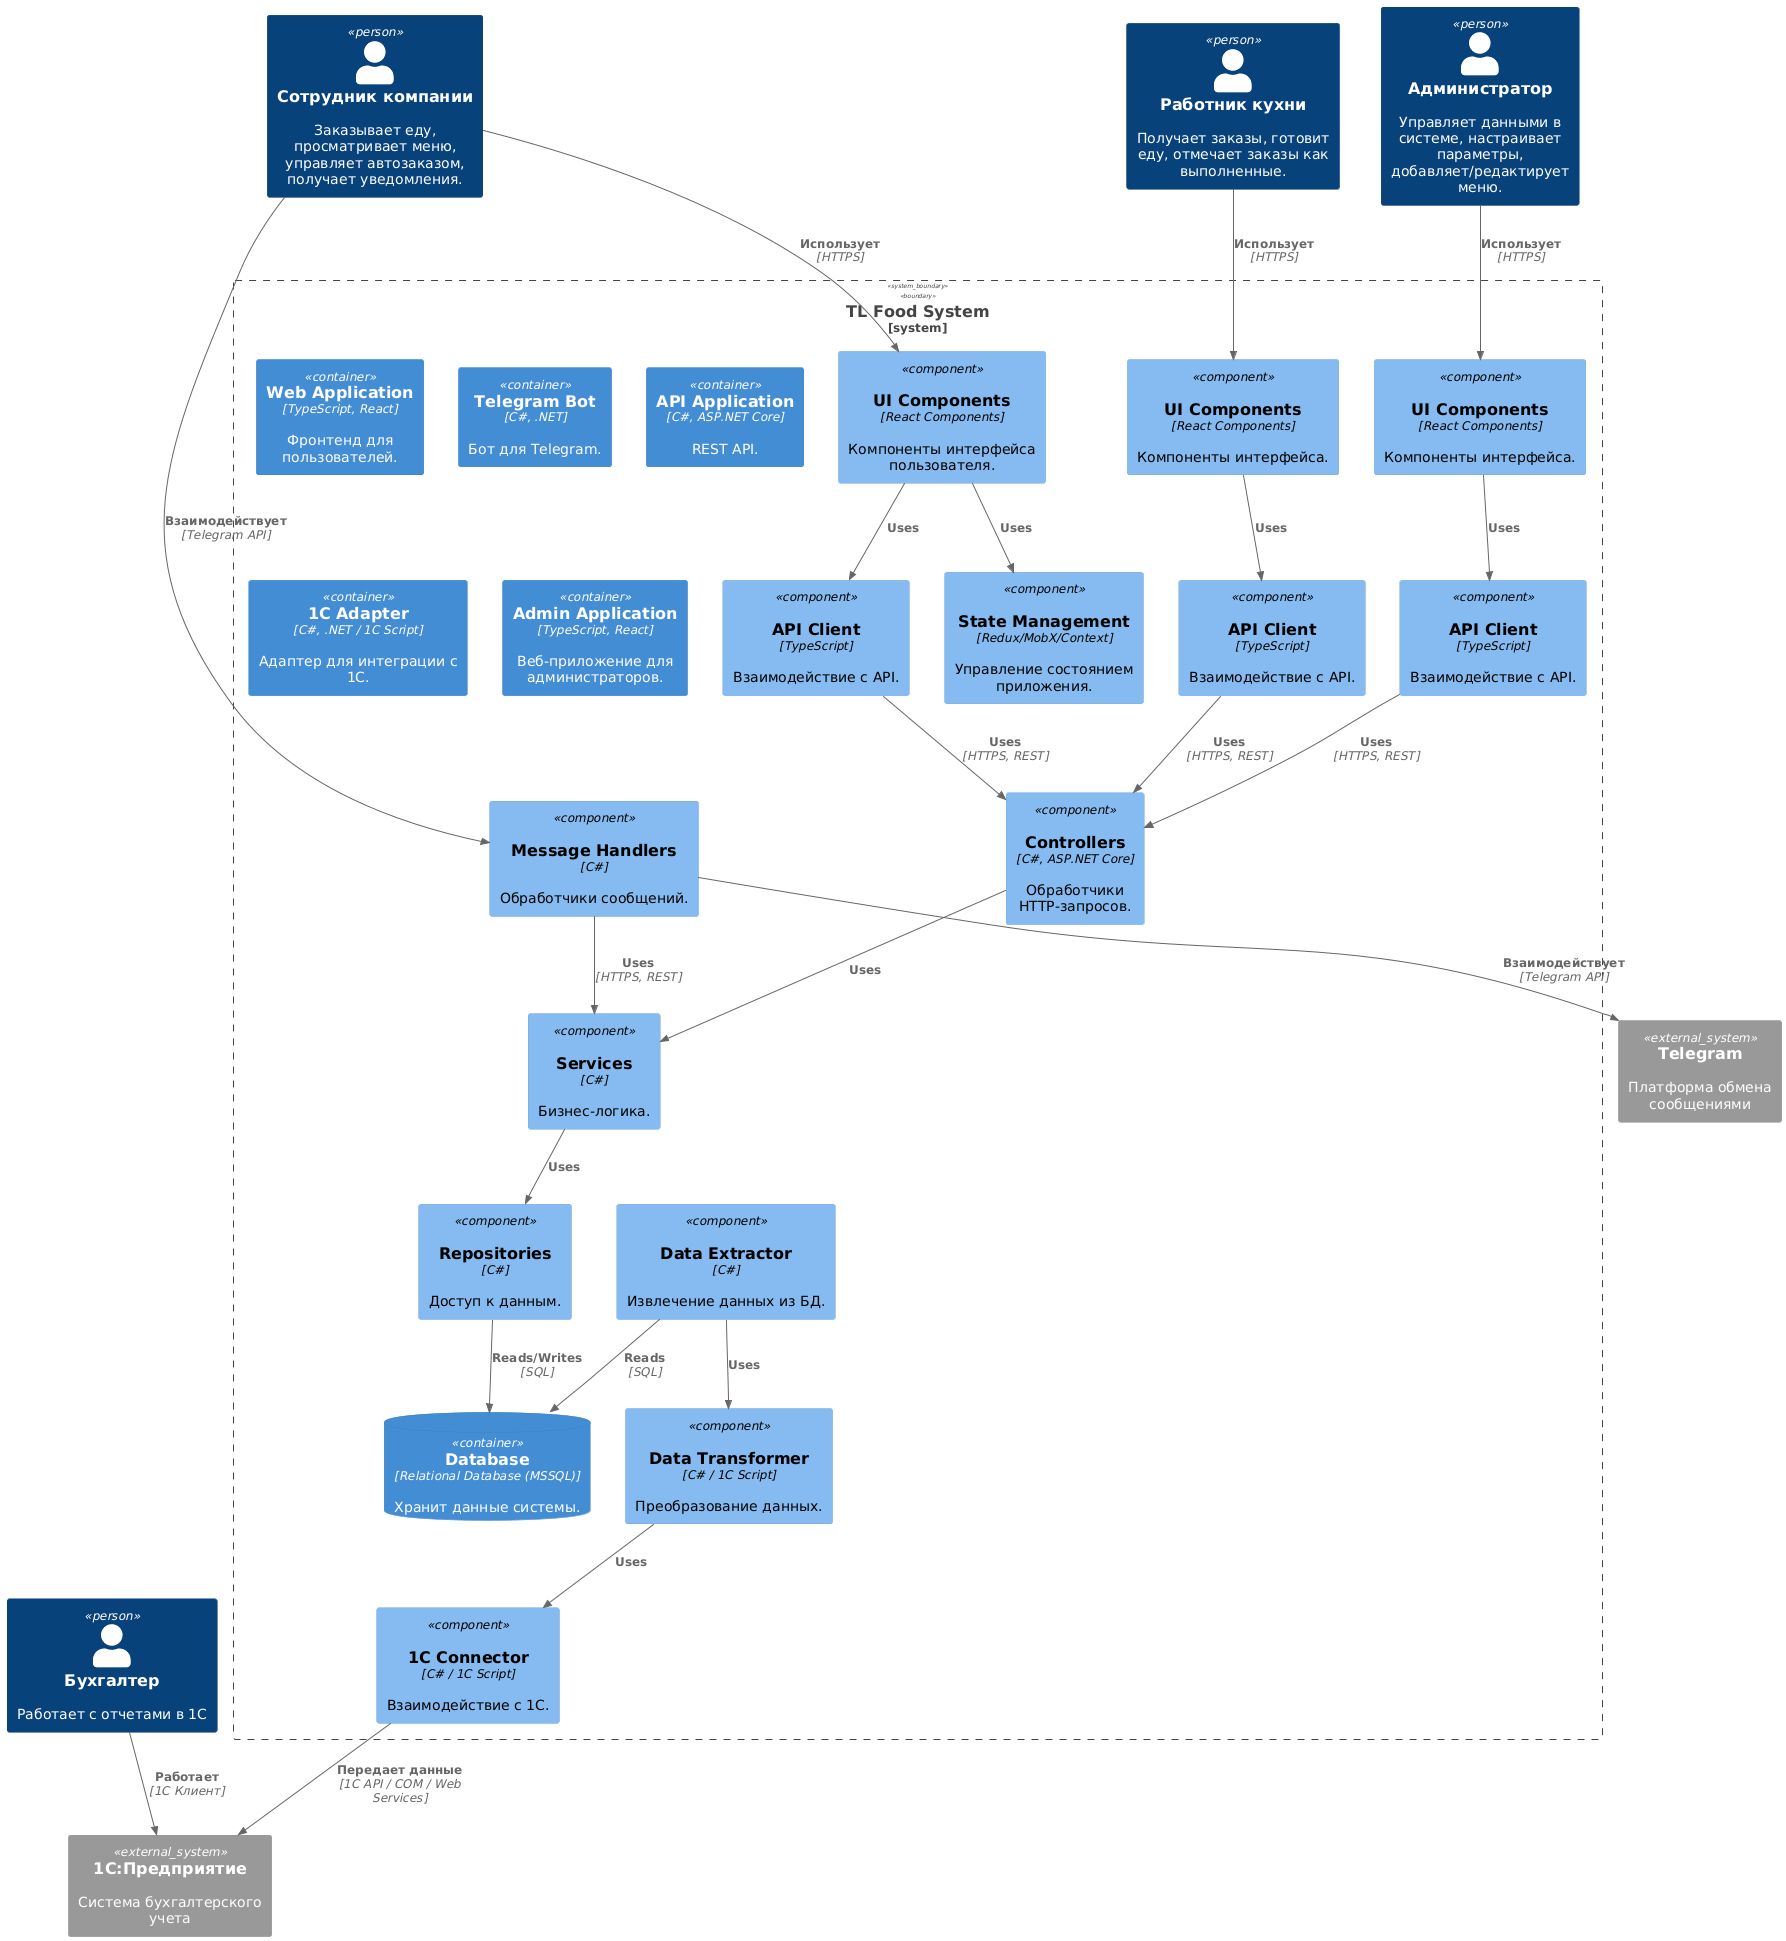 «person»
Сотрудник компании
Заказывает еду,
просматривает меню,
управляет автозаказом,
получает уведомления.
«person»
Работник кухни
Получает заказы, готовит
еду, отмечает заказы как
выполненные.
«person»
Администратор
Управляет данными в
системе, настраивает
параметры,
добавляет/редактирует
меню.
Использует
[HTTPS]
Использует
[HTTPS]
Использует
[HTTPS]
«system_boundary»
«boundary»
TL Food System
[system]
«container»
Web Application
[TypeScript, React]
Фронтенд для
пользователей.
«container»
Telegram Bot
[C#, .NET]
Бот для Telegram.
«container»
API Application
[C#, ASP.NET Core]
REST API.
«component»
UI Components
[React Components]
Компоненты интерфейса
пользователя.
«component»
UI Components
[React Components]
Компоненты интерфейса.
«component»
UI Components
[React Components]
Компоненты интерфейса.
Взаимодействует
[Telegram API]
Uses
Uses
Uses
Uses
«container»
1C Adapter
[C#, .NET / 1C Script]
Адаптер для интеграции с
1С.
«container»
Admin Application
[TypeScript, React]
Веб-приложение для
администраторов.
«component»
API Client
[TypeScript]
Взаимодействие с API.
«component»
State Management
[Redux/MobX/Context]
Управление состоянием
приложения.
«component»
API Client
[TypeScript]
Взаимодействие с API.
«component»
API Client
[TypeScript]
Взаимодействие с API.
Uses
[HTTPS, REST]
Uses
[HTTPS, REST]
Uses
[HTTPS, REST]
«component»
Message Handlers
[C#]
Обработчики сообщений.
«component»
Controllers
[C#, ASP.NET Core]
Обработчики
HTTP-запросов.
Uses
[HTTPS, REST]
Uses
Взаимодействует
[Telegram API]
«component»
Services
[C#]
Бизнес-логика.
«external_system»
Telegram
Платформа обмена
сообщениями
Uses
«component»
Repositories
[C#]
Доступ к данным.
«component»
Data Extractor
[C#]
Извлечение данных из БД.
Reads/Writes
[SQL]
Reads
[SQL]
Uses
«container»
Database
[Relational Database (MSSQL)]
Хранит данные системы.
«component»
Data Transformer
[C# / 1C Script]
Преобразование данных.
Uses
«person»
Бухгалтер
Работает с отчетами в 1С
«component»
1C Connector
[C# / 1C Script]
Взаимодействие с 1С.
Работает
[1С Клиент]
Передает данные
[1C API / COM / Web
Services]
«external_system»
1С:Предприятие
Система бухгалтерского
учета